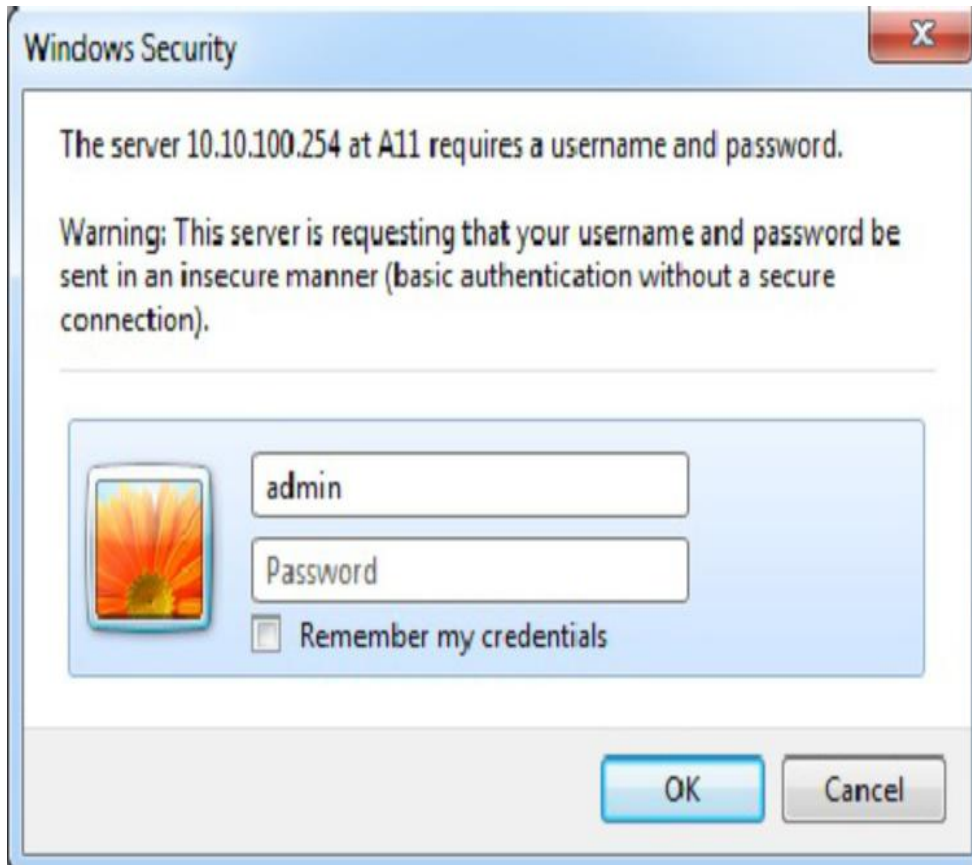 Windows Security
X
The server 10.10.100.254 at A11 requires a username and password.
Warning: This server is requesting that your username and password be
sent in an insecure manner (basic authentication without a secure
connection).
admin
Password
Remember my credentials
OK Cancel